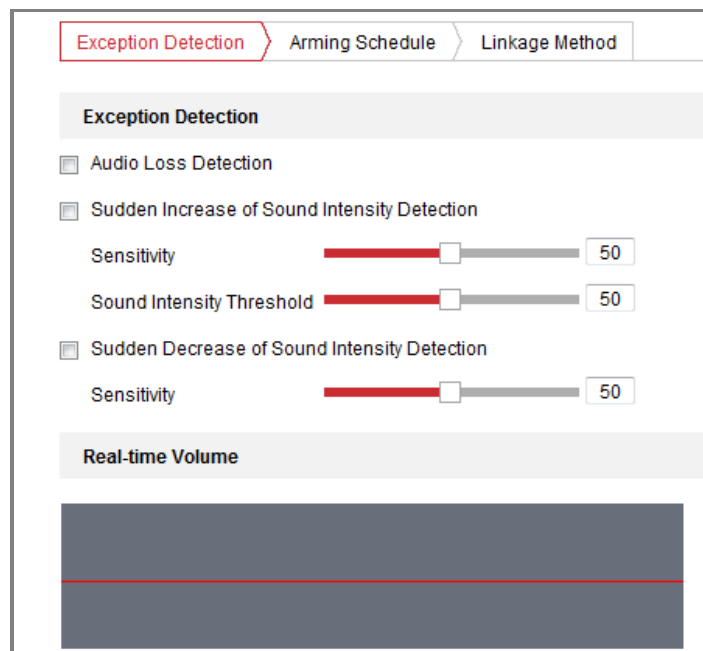 Exception Detection Arming Schedule Linkage Method
Exception Detection
Audio Loss Detection
Sudden Increase of Sound Intensity Detection
Sensitivity 50
Sound Intensity Threshold 50
Sudden Decrease of Sound Intensity Detection
Sensitivity 50
Real-time Volume